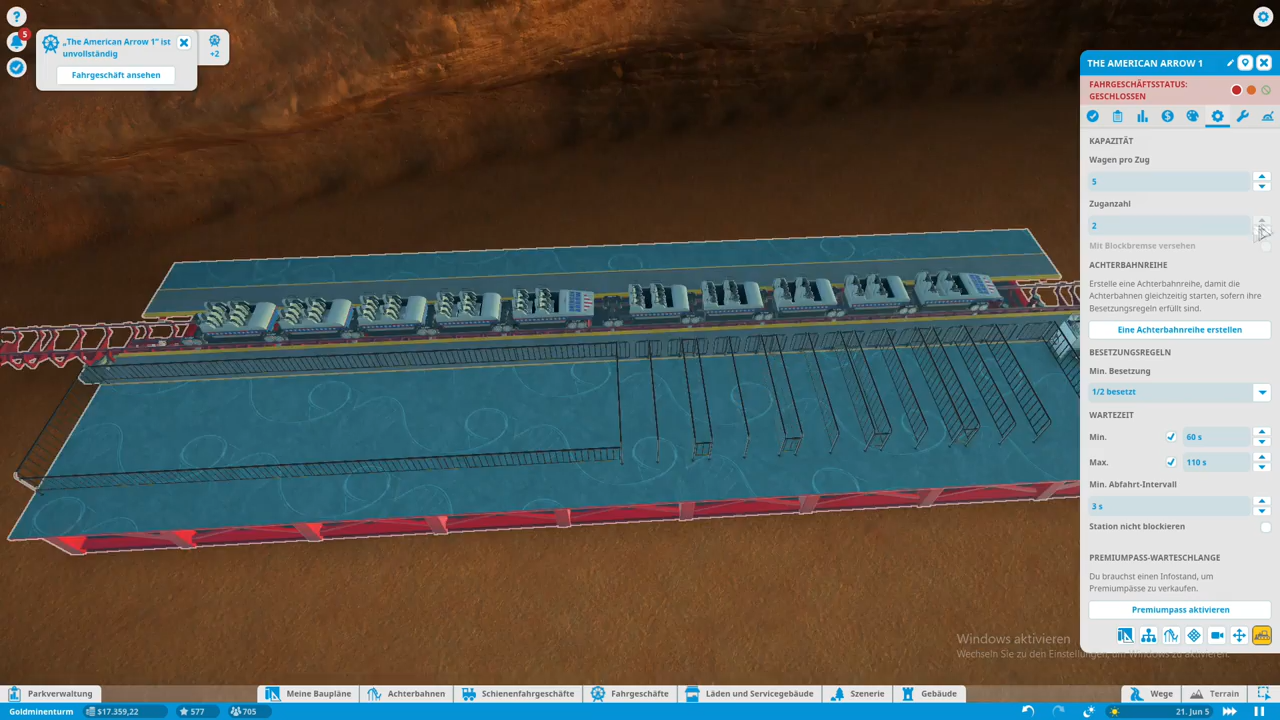 ?
5
„The American Arrow 1“ ist
unvollständig
+2
Fahrgeschäft ansehen
THE AMERICAN ARROW 1
FAHRGESCHÄFTSSTATUS:
GESCHLOSSEN
KAPAZITÄT
Wagen pro Zug
5
Zuganzahl
2
Mit Blockbremse versehen
ACHTERBAHNREIHE
Erstelle eine Achterbahnreihe, damit die
Achterbahnen gleichzeitig starten, sofern ihre
Besetzungsregeln erfüllt sind.
Eine Achterbahnreihe erstellen
BESETZUNGSREGELN
Min. Besetzung
1/2 besetzt
WARTEZEIT
Min. 60 s
Max. 110 s
Min. Abfahrt-Intervall
3 s
Station nicht blockieren
PREMIUMPASS-WARTESCHLANGE
Du brauchst einen Infostand, um
Premiumpässe zu verkaufen.
Premiumpass aktivieren
Windows aktivieren
Wechseln Sie zu den Einstellungen, um Windows zu aktivieren.
Parkverwaltung Meine Baupläne Achterbahnen Schienenfahrgeschäfte Fahrgeschäfte Läden und Servicegebäude Szenerie Gebäude Wege Terrain
Goldminenturm $17.359,22 577 705 21. Jun 5